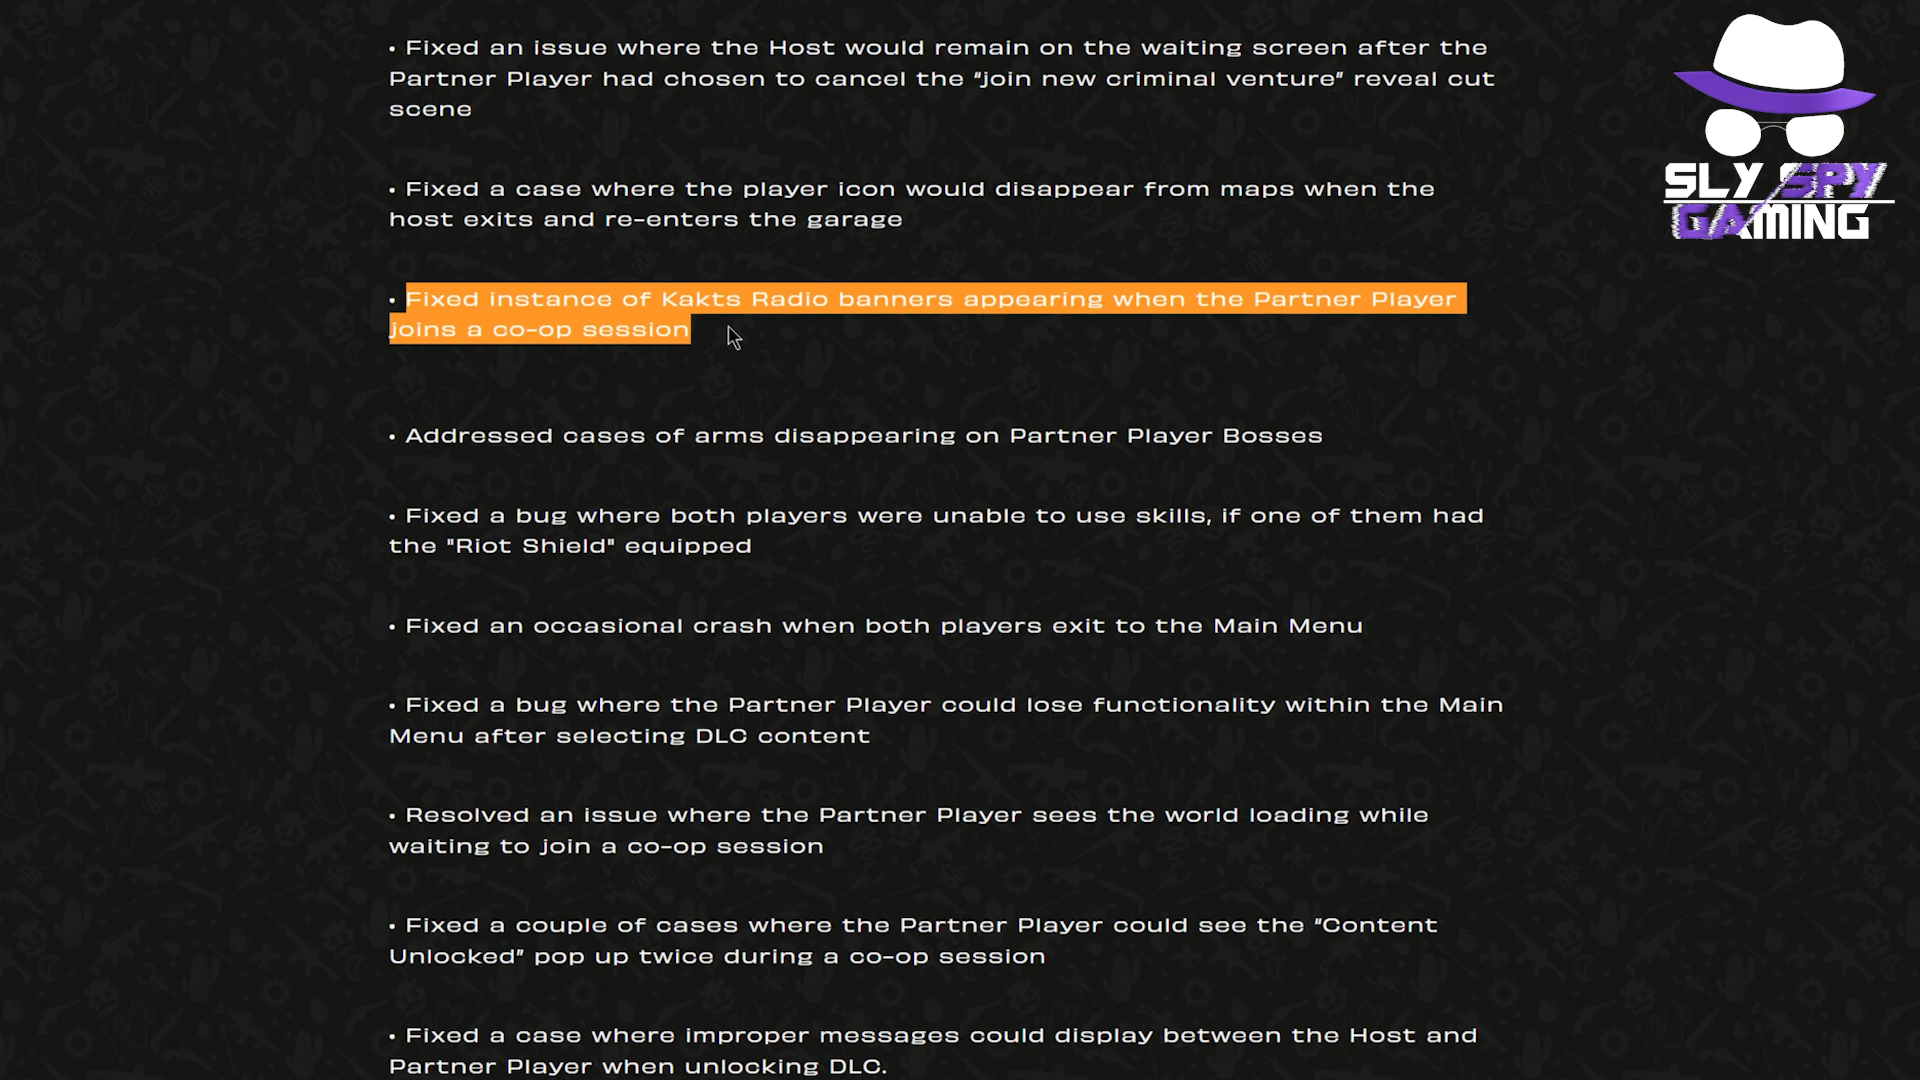 • Fixed an issue where the Host would remain on the waiting screen after the
Partner Player had chosen to cancel the “join new criminal venture” reveal cut
scene
• Fixed a case where the player icon would disappear from maps when the
host exits and re-enters the garage
• Fixed instance of Kakts Radio banners appearing when the Partner Player
joins a co-op session
• Addressed cases of arms disappearing on Partner Player Bosses
• Fixed a bug where both players were unable to use skills, if one of them had
the "Riot Shield" equipped
• Fixed an occasional crash when both players exit to the Main Menu
• Fixed a bug where the Partner Player could lose functionality within the Main
Menu after selecting DLC content
• Resolved an issue where the Partner Player sees the world loading while
waiting to join a co-op session
• Fixed a couple of cases where the Partner Player could see the “Content
Unlocked” pop up twice during a co-op session
• Fixed a case where improper messages could display between the Host and
Partner Player when unlocking DLC.
SLY SPY
GAMING